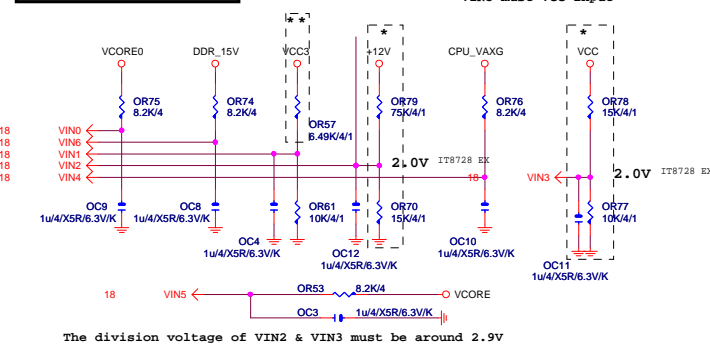 VCORE0 DDR_15V VCC3 +12V CPU_VAXG VCC
** * *
OR75 8.2K/4
OR74 8.2K/4
OR57 6.49K/4/1
OR79 75K/4/1
OR76 8.2K/4
OR78 15K/4/1
18 VIN0
18 VIN6
18 VIN1
18 VIN2
18 VIN4
2.0V IT8728 EX
18 VIN3
2.0V IT8728 EX
OC9 1u/4/X5R/6.3V/K
OC8 1u/4/X5R/6.3V/K
OC4 1u/4/X5R/6.3V/K
OR61 10K/4/1
OC12 1u/4/X5R/6.3V/K
OR70 15K/4/1
OC10 1u/4/X5R/6.3V/K
OC11 1u/4/X5R/6.3V/K
OR77 10K/4/1
18 VIN5 OR53 8.2K/4 VCORE
OC3 1u/4/X5R/6.3V/K
The division voltage of VIN2 & VIN3 must be around 2.9V